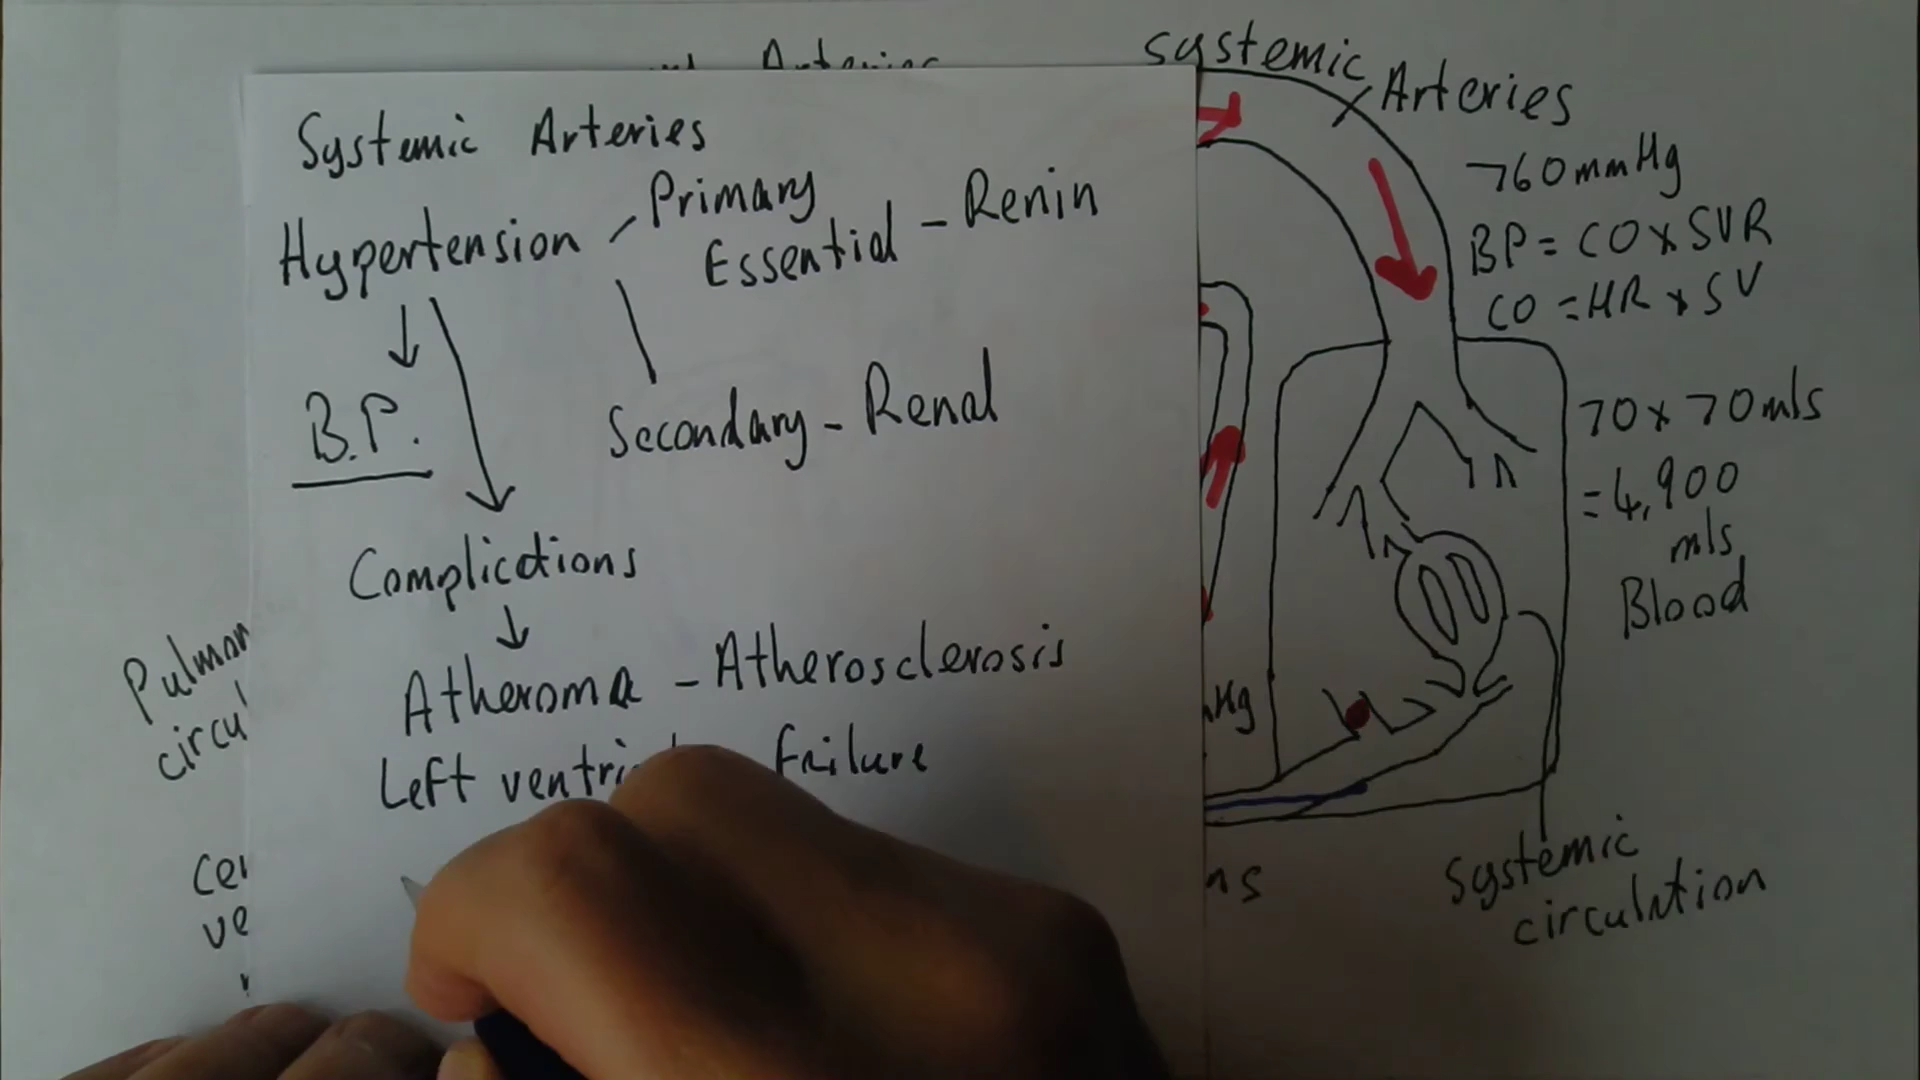 Systemic Arteries
Hypertension
Primary
Essential - Renin
B.P.
Secondary - Renal
Complications
Atheroma - Atherosclerosis
Left Failure
Systemic
Arteries
760mmHg
BP = CO x SVR
CO = HR x SV
70 x 70mls
= 4,900
mls
Blood
Systemic
circulation